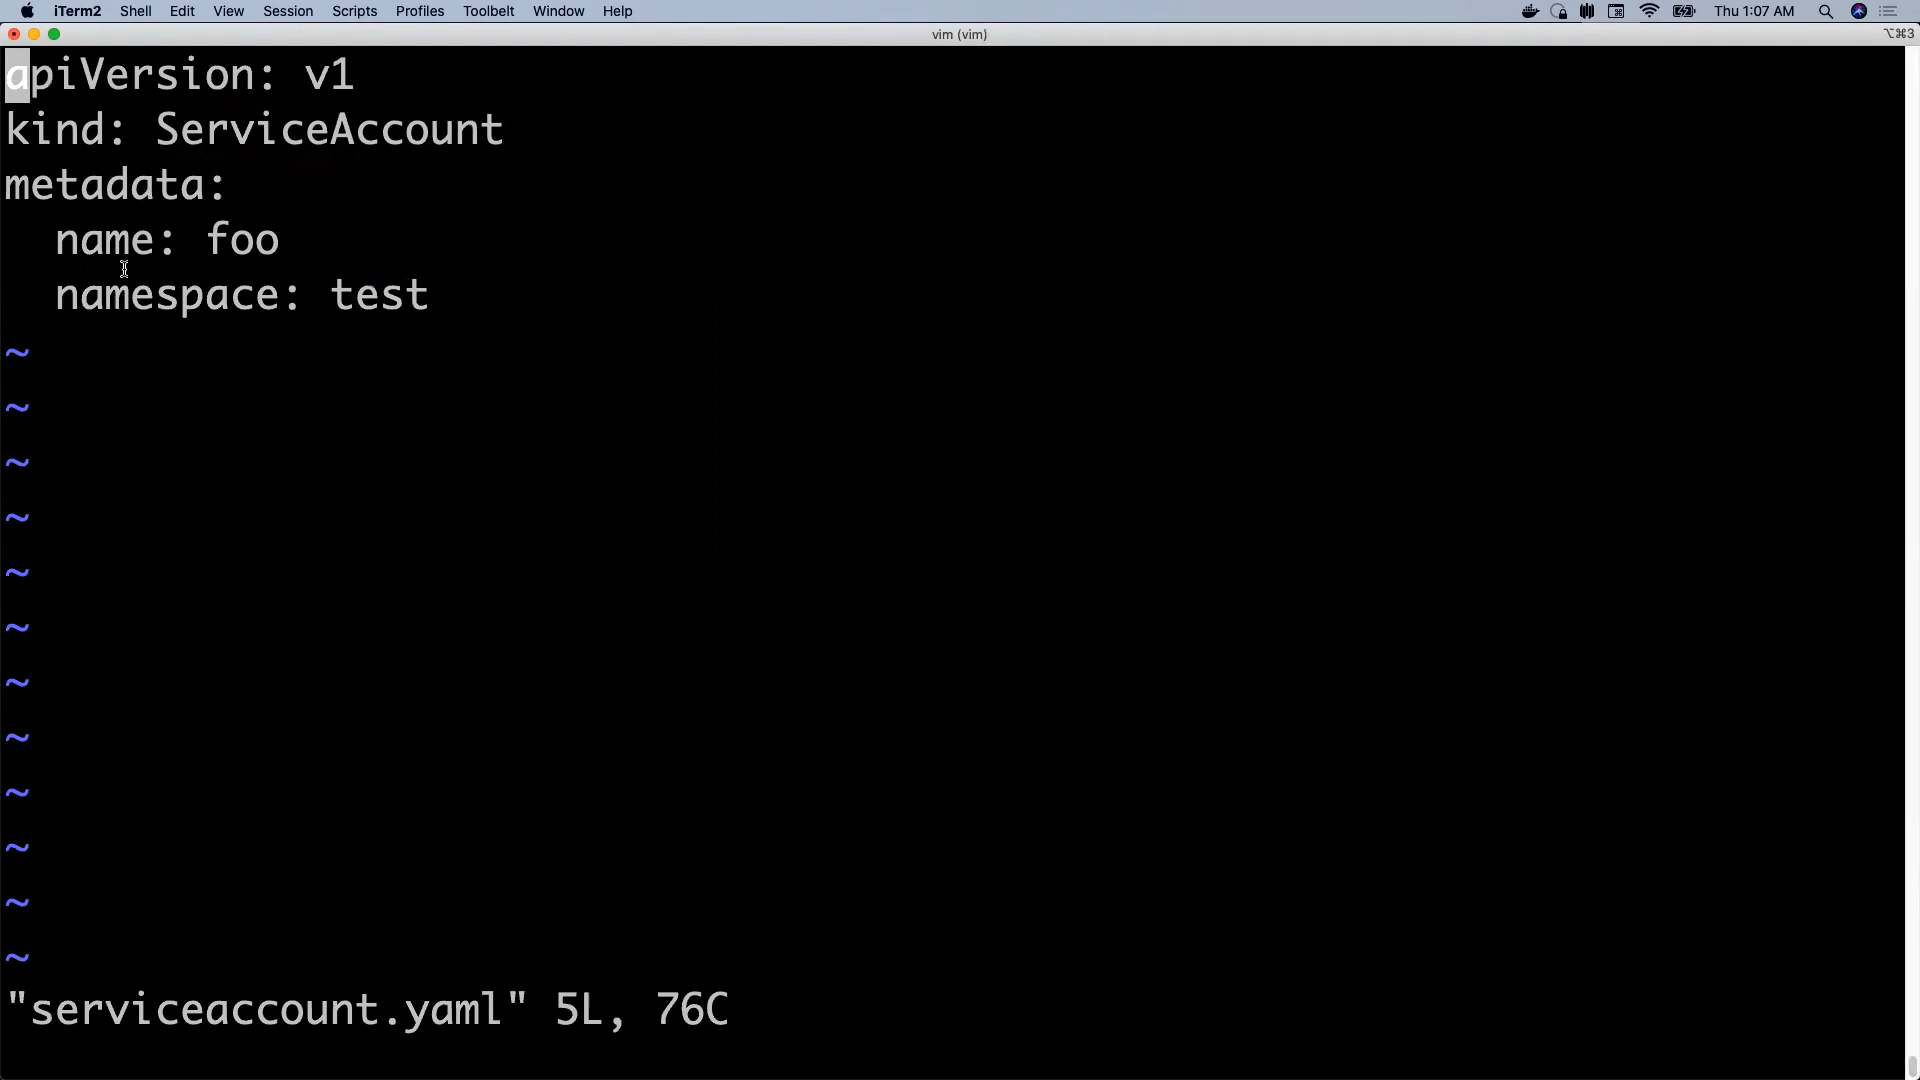 iTerm2 Shell Edit View Session Scripts Profiles Toolbelt Window Help Thu 1:07 AM
vim (vim) ⌥⌘3
apiVersion: v1
kind: ServiceAccount
metadata:
  name: foo
  namespace: test
~
~
~
~
~
~
~
~
~
~
~
~
"serviceaccount.yaml" 5L, 76C